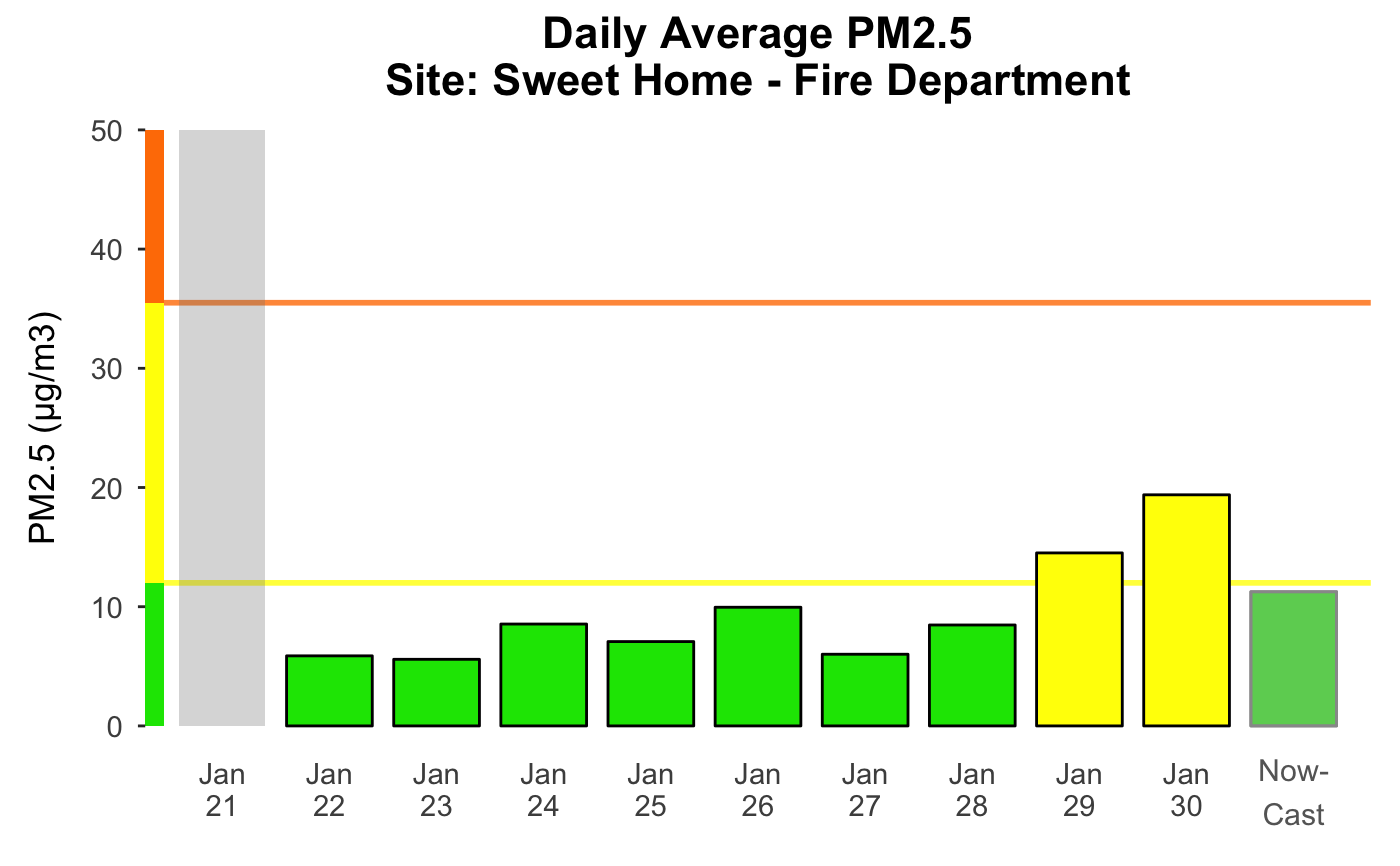 Daily Average PM2.5
Site: Sweet Home - Fire Department
PM2.5 (µg/m3)
50
40
30
20
10
0
Jan
21
Jan
22
Jan
23
Jan
24
Jan
25
Jan
26
Jan
27
Jan
28
Jan
29
Jan
30
Now-
Cast